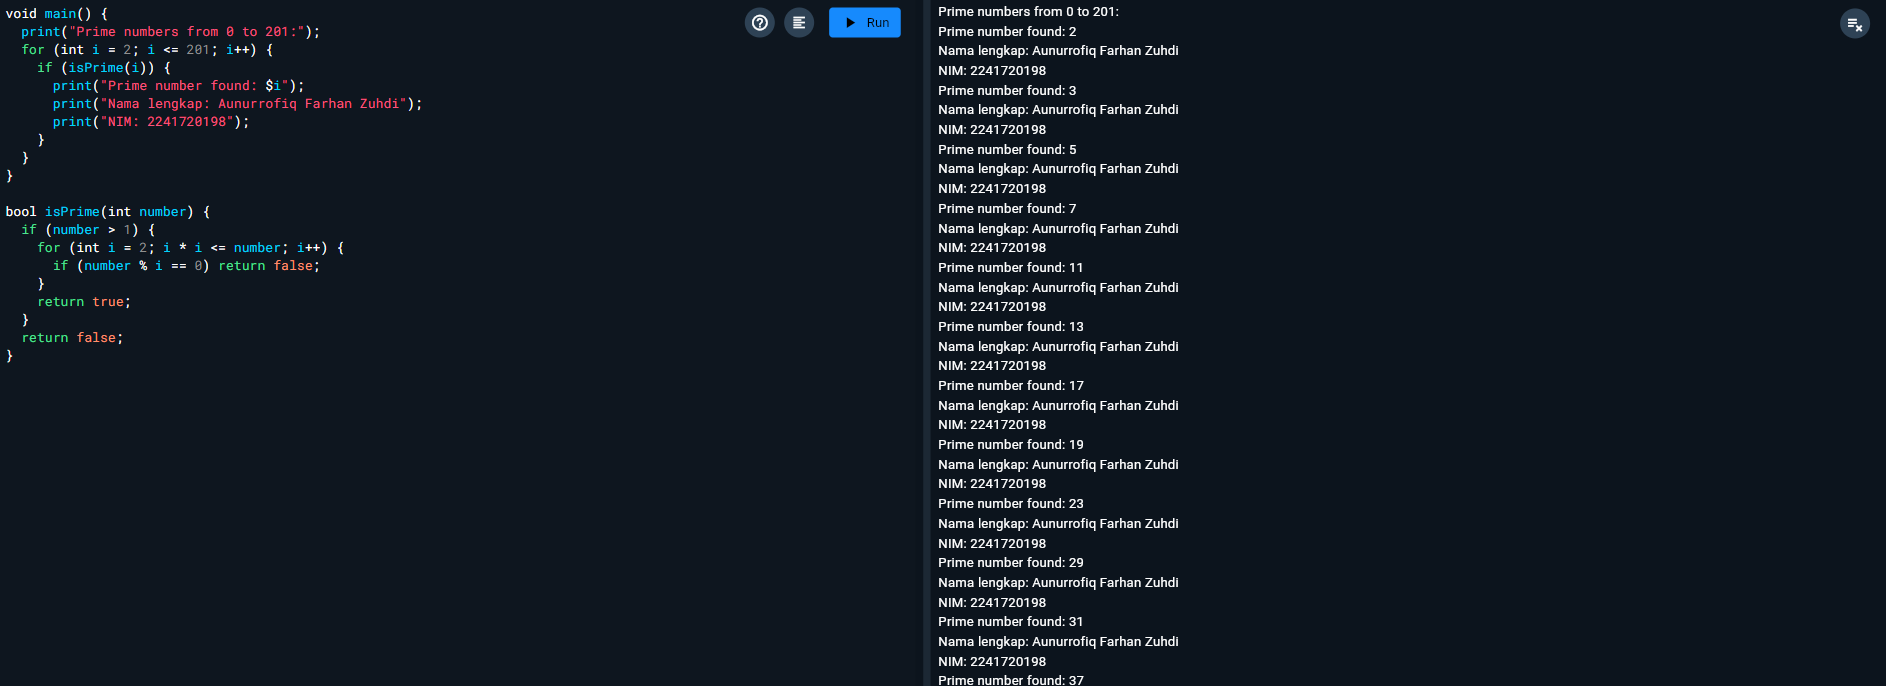 void main() {
  print("Prime numbers from 0 to 201:");
  for (int i = 2; i <= 201; i++) {
    if (isPrime(i)) {
      print("Prime number found: $i");
      print("Nama lengkap: Aunurrofiq Farhan Zuhdi");
      print("NIM: 2241720198");
    }
  }
}

bool isPrime(int number) {
  if (number > 1) {
    for (int i = 2; i * i <= number; i++) {
      if (number % i == 0) return false;
    }
    return true;
  }
  return false;
}
Run
Prime numbers from 0 to 201:
Prime number found: 2
Nama lengkap: Aunurrofiq Farhan Zuhdi
NIM: 2241720198
Prime number found: 3
Nama lengkap: Aunurrofiq Farhan Zuhdi
NIM: 2241720198
Prime number found: 5
Nama lengkap: Aunurrofiq Farhan Zuhdi
NIM: 2241720198
Prime number found: 7
Nama lengkap: Aunurrofiq Farhan Zuhdi
NIM: 2241720198
Prime number found: 11
Nama lengkap: Aunurrofiq Farhan Zuhdi
NIM: 2241720198
Prime number found: 13
Nama lengkap: Aunurrofiq Farhan Zuhdi
NIM: 2241720198
Prime number found: 17
Nama lengkap: Aunurrofiq Farhan Zuhdi
NIM: 2241720198
Prime number found: 19
Nama lengkap: Aunurrofiq Farhan Zuhdi
NIM: 2241720198
Prime number found: 23
Nama lengkap: Aunurrofiq Farhan Zuhdi
NIM: 2241720198
Prime number found: 29
Nama lengkap: Aunurrofiq Farhan Zuhdi
NIM: 2241720198
Prime number found: 31
Nama lengkap: Aunurrofiq Farhan Zuhdi
NIM: 2241720198
Prime number found: 37